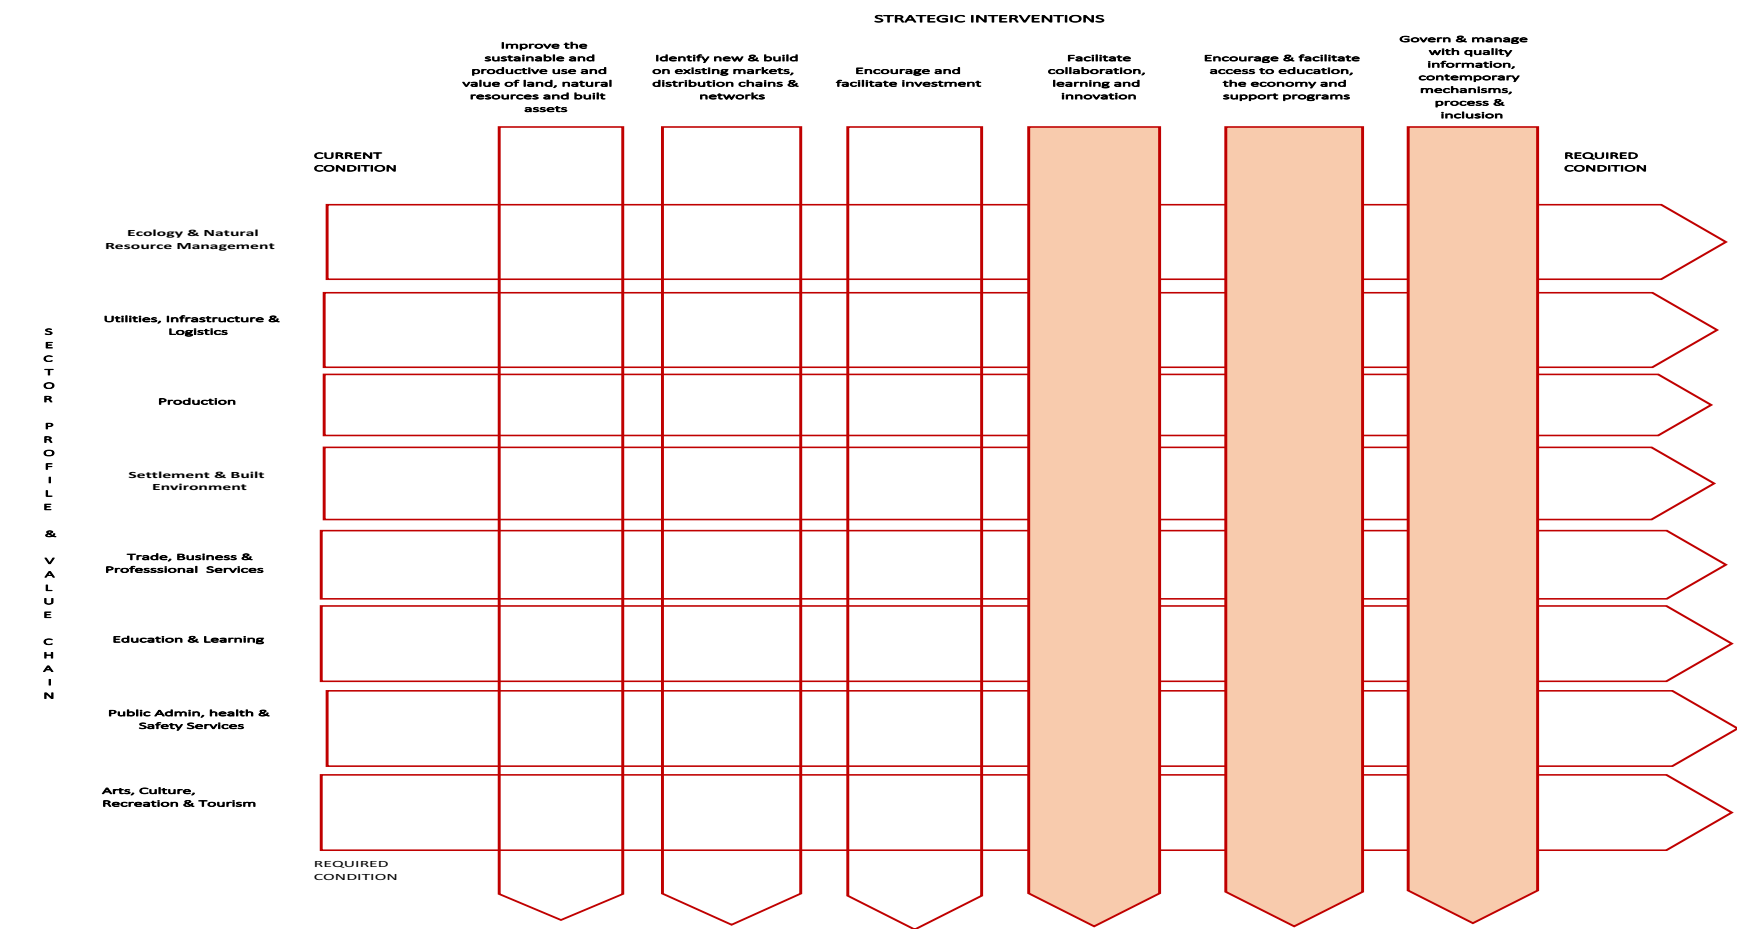 STRATEGIC INTERVENTIONS
Improve the
sustainable and
productive use and
value of land, natural
resources and built
assets
Identify new & build
on existing markets,
distribution chains &
networks
Encourage and
facilitate investment
Facilitate
collaboration,
learning and
innovation
Encourage & facilitate
access to education,
the economy and
support programs
Govern & manage
with quality
information,
contemporary
mechanisms,
process &
inclusion
CURRENT
CONDITION
REQUIRED
CONDITION
SECTOR PROFILE & VALUE CHAIN
Ecology & Natural
Resource Management
Utilities, Infrastructure &
Logistics
Production
Settlement & Built
Environment
Trade, Business &
Professsional  Services
Education & Learning
Public Admin, health &
Safety Services
Arts, Culture,
Recreation & Tourism
REQUIRED
CONDITION